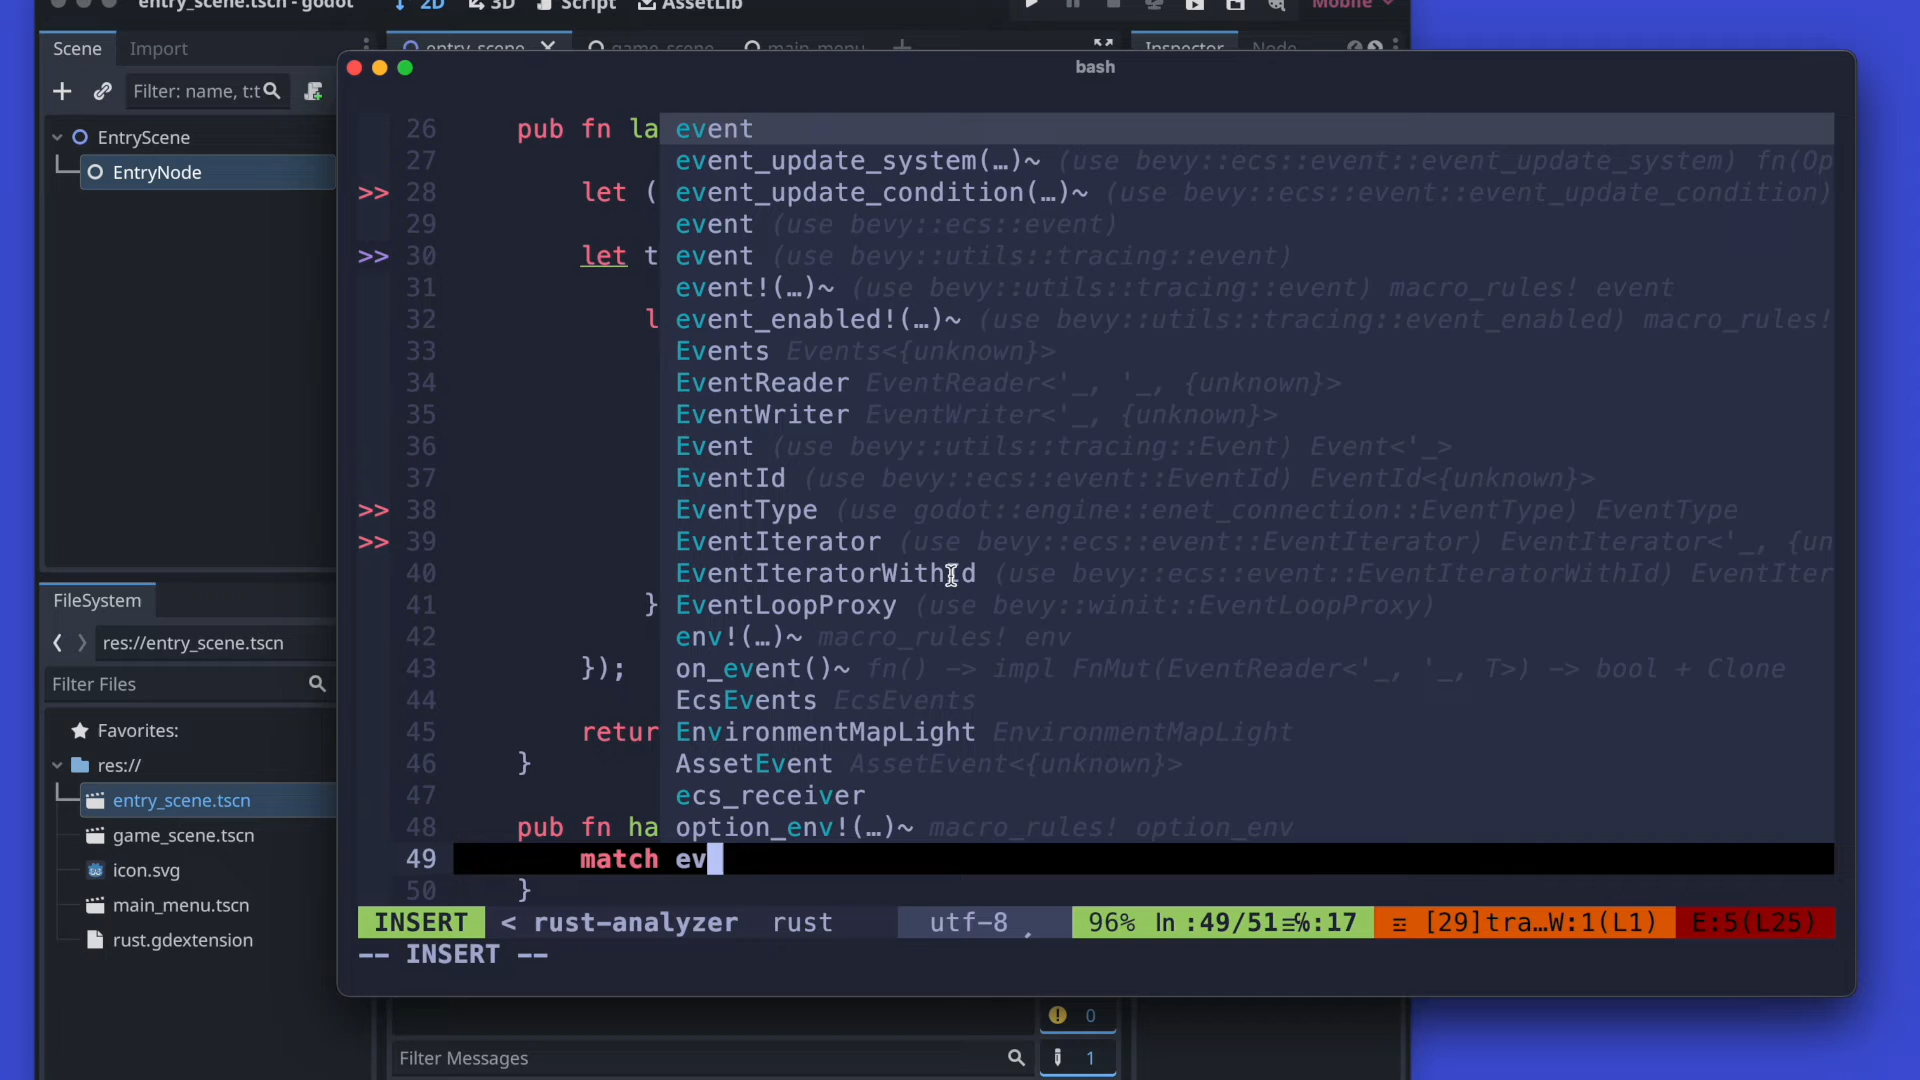 entry_scene.tscn - godot
2D
3D
Script
AssetLib
Mobile
Scene
Import
entry_scene
game_scene
main_menu
Inspector
Node
Filter: name, t:t
EntryScene
EntryNode
bash
26 pub fn la event
27 event_update_system(…)~ (use bevy::ecs::event::event_update_system) fn(Op
>> 28 let ( event_update_condition(…)~ (use bevy::ecs::event::event_update_condition)
29 event (use bevy::ecs::event)
>> 30 let t event (use bevy::utils::tracing::event)
31 event!(…)~ (use bevy::utils::tracing::event) macro_rules! event
32 l event_enabled!(…)~ (use bevy::utils::tracing::event_enabled) macro_rules!
33 Events Events<{unknown}>
34 EventReader EventReader<'_, '_, {unknown}>
35 EventWriter EventWriter<'_, {unknown}>
36 Event (use bevy::utils::tracing::Event) Event<'_>
37 EventId (use bevy::ecs::event::EventId) EventId<{unknown}>
>> 38 EventType (use godot::engine::enet_connection::EventType) EventType
>> 39 EventIterator (use bevy::ecs::event::EventIterator) EventIterator<'_, {un
40 EventIteratorWithId (use bevy::ecs::event::EventIteratorWithId) EventIter
41 } EventLoopProxy (use bevy::winit::EventLoopProxy)
42 env!(…)~ macro_rules! env
43 }); on_event()~ fn() -> impl FnMut(EventReader<'_, '_, T>) -> bool + Clone
44 EcsEvents EcsEvents
45 retur EnvironmentMapLight EnvironmentMapLight
46 } AssetEvent AssetEvent<{unknown}>
47 ecs_receiver
48 pub fn ha option_env!(…)~ macro_rules! option_env
49 match ev
50 }
INSERT < rust-analyzer rust utf-8 96% ln :49/51≡℅:17 ☲ [29]tra…W:1(L1) E:5(L25)
-- INSERT --
FileSystem
res://entry_scene.tscn
Filter Files
Favorites:
res://
entry_scene.tscn
game_scene.tscn
icon.svg
main_menu.tscn
rust.gdextension
0
Filter Messages
1